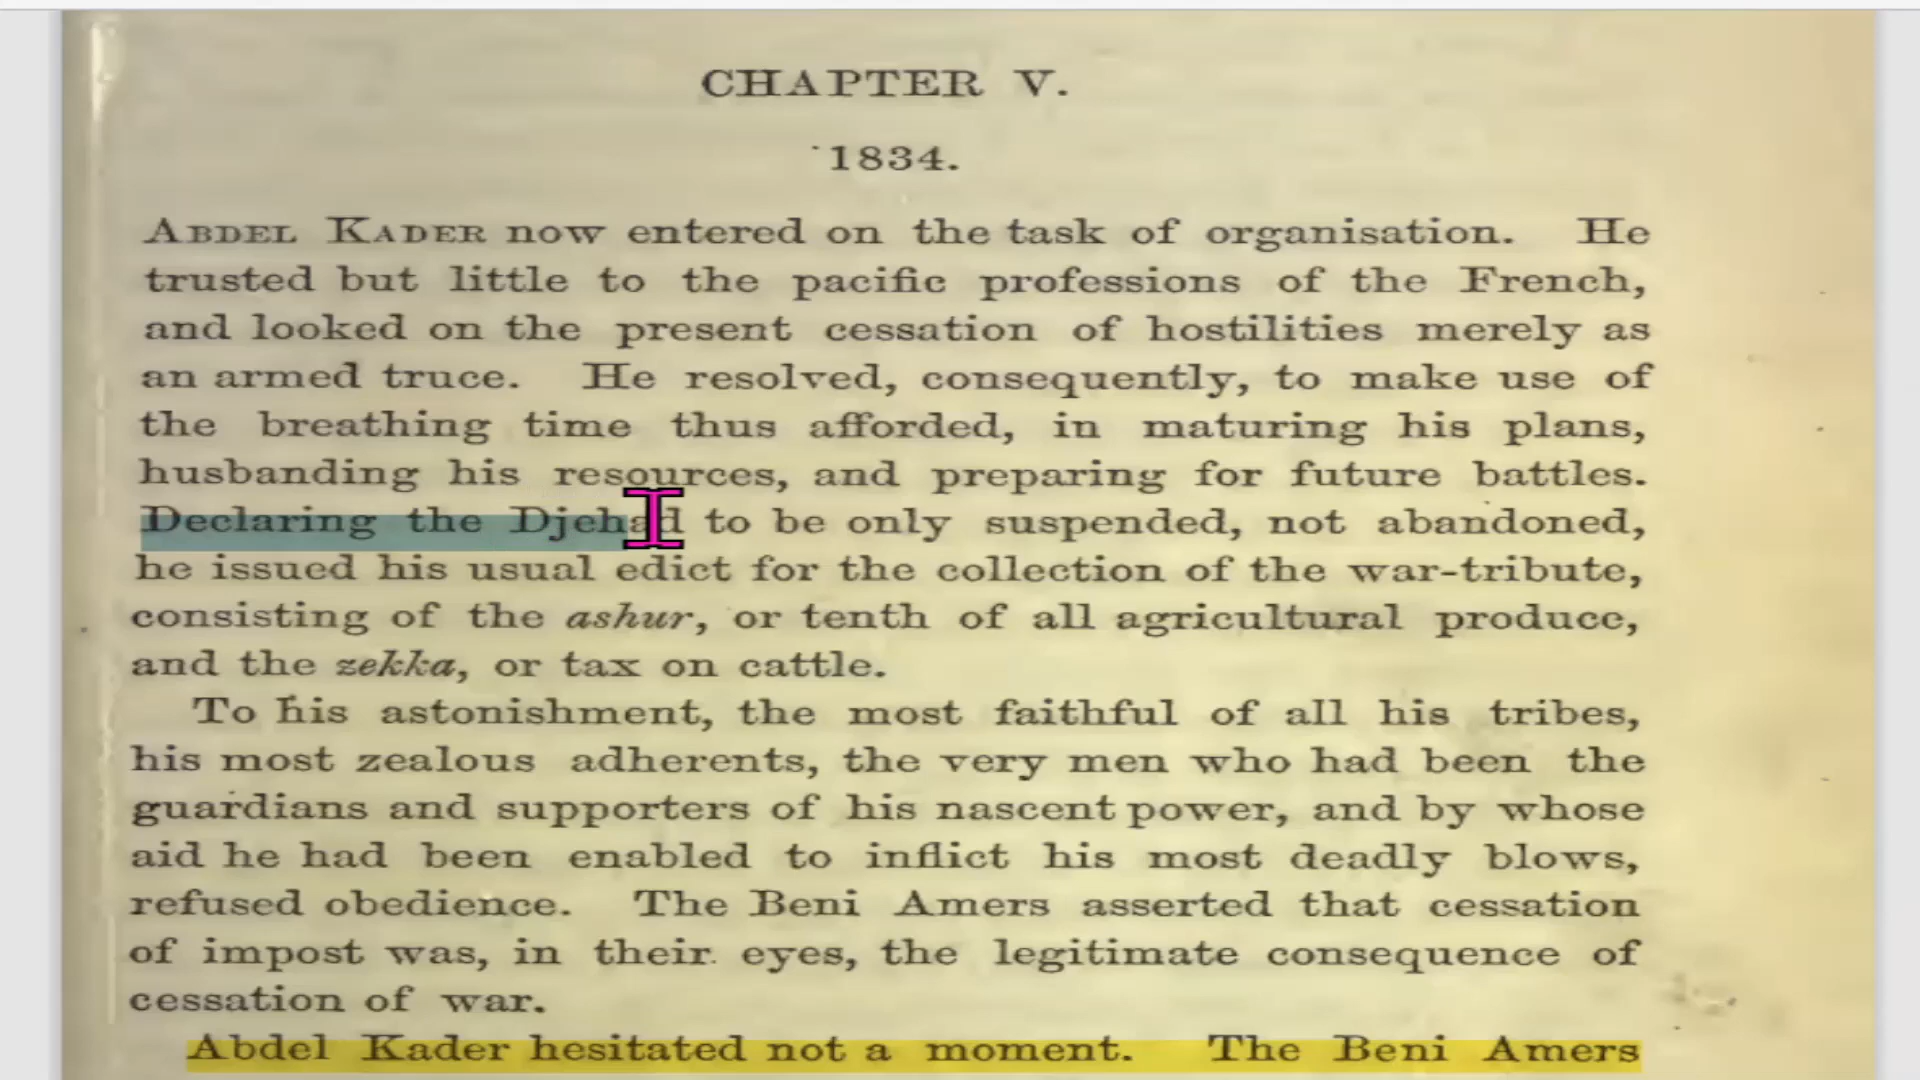 CHAPTER V.
1834.
ABDEL KADER now entered on the task of organisation. He
trusted but little to the pacific professions of the French,
and looked on the present cessation of hostilities merely as
an armed truce. He resolved, consequently, to make use of
the breathing time thus afforded, in maturing his plans,
husbanding his resources, and preparing for future battles.
Declaring the Djehad to be only suspended, not abandoned,
he issued his usual edict for the collection of the war-tribute,
consisting of the ashur, or tenth of all agricultural produce,
and the zekka, or tax on cattle.
To his astonishment, the most faithful of all his tribes,
his most zealous adherents, the very men who had been the
guardians and supporters of his nascent power, and by whose
aid he had been enabled to inflict his most deadly blows,
refused obedience. The Beni Amers asserted that cessation
of impost was, in their eyes, the legitimate consequence of
cessation of war.
Abdel Kader hesitated not a moment. The Beni Amers